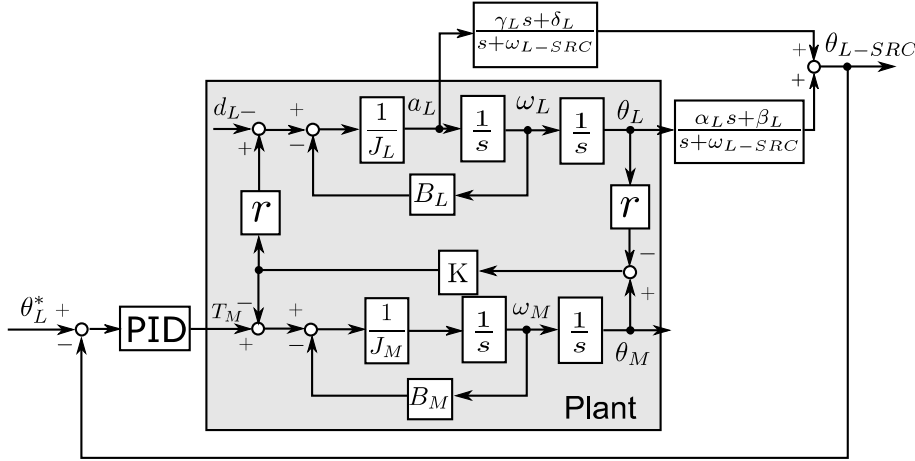 γ_L s+δ_L
s+ω_{L−SRC}
+
θ_{L−SRC}
+
d_L −
+
+
−
1
J_L
a_L
1
s
ω_L
1
s
θ_L
α_L s+β_L
s+ω_{L−SRC}
B_L
r
r
K
−
+
θ_L^*
+
−
PID
T_M
−
+
+
−
1
J_M
1
s
ω_M
1
s
θ_M
B_M
Plant